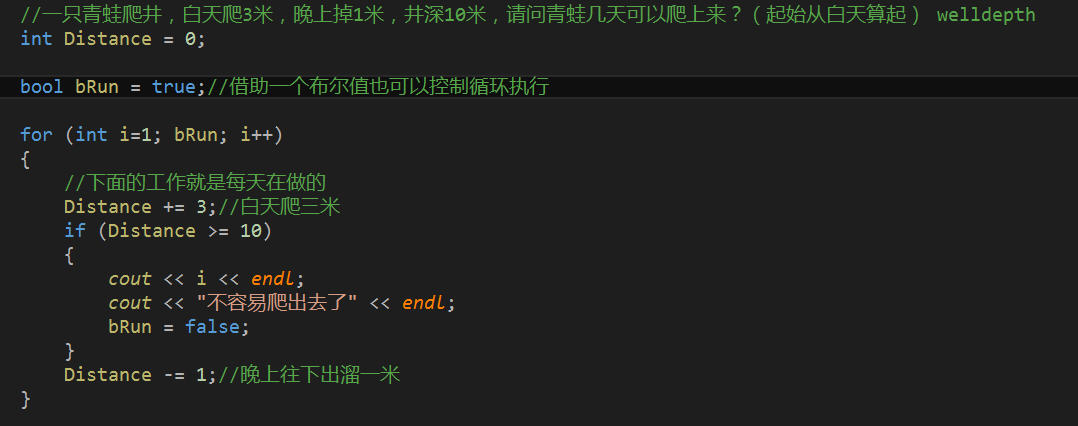 //一只青蛙爬井，白天爬3米，晚上掉1米，井深10米，请问青蛙几天可以爬上来？（起始从白天算起） welldepth
int Distance = 0;
bool bRun = true;//借助一个布尔值也可以控制循环执行
for (int i=1; bRun; i++)
{
    //下面的工作就是每天在做的
    Distance += 3;//白天爬三米
    if (Distance >= 10)
    {
        cout << i << endl;
        cout << "不容易爬出去了" << endl;
        bRun = false;
    }
    Distance -= 1;//晚上往下出溜一米
}